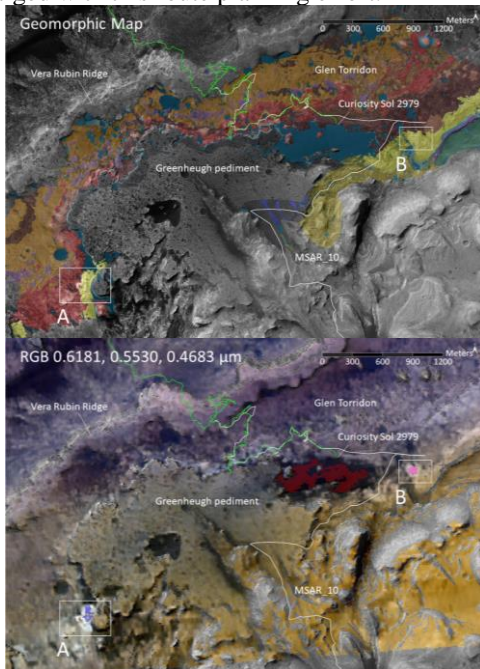 Geomorphic Map
Meters
0 300 600 900 1200
Vera Rubin Ridge
Glen Torridon
Curiosity Sol 2979
Greenheugh pediment
B
MSAR_10
A
RGB 0.6181, 0.5530, 0.4683 µm
Meters
0 300 600 900 1200
Vera Rubin Ridge
Glen Torridon
Curiosity Sol 2979
Greenheugh pediment
B
MSAR_10
A